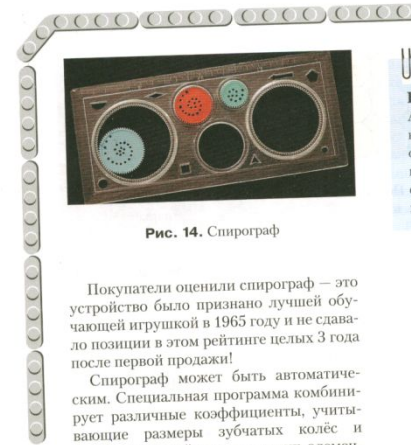 Рис. 14. Спирограф
Покупатели оценили спирограф — это
устройство было признано лучшей обу-
чающей игрушкой в 1965 году и не сдава-
ло позиции в этом рейтинге целых 3 года
после первой продажи!
Спирограф может быть автоматиче-
ским. Специальная программа комбини-
рует различные коэффициенты, учиты-
вающие размеры зубчатых колёс и